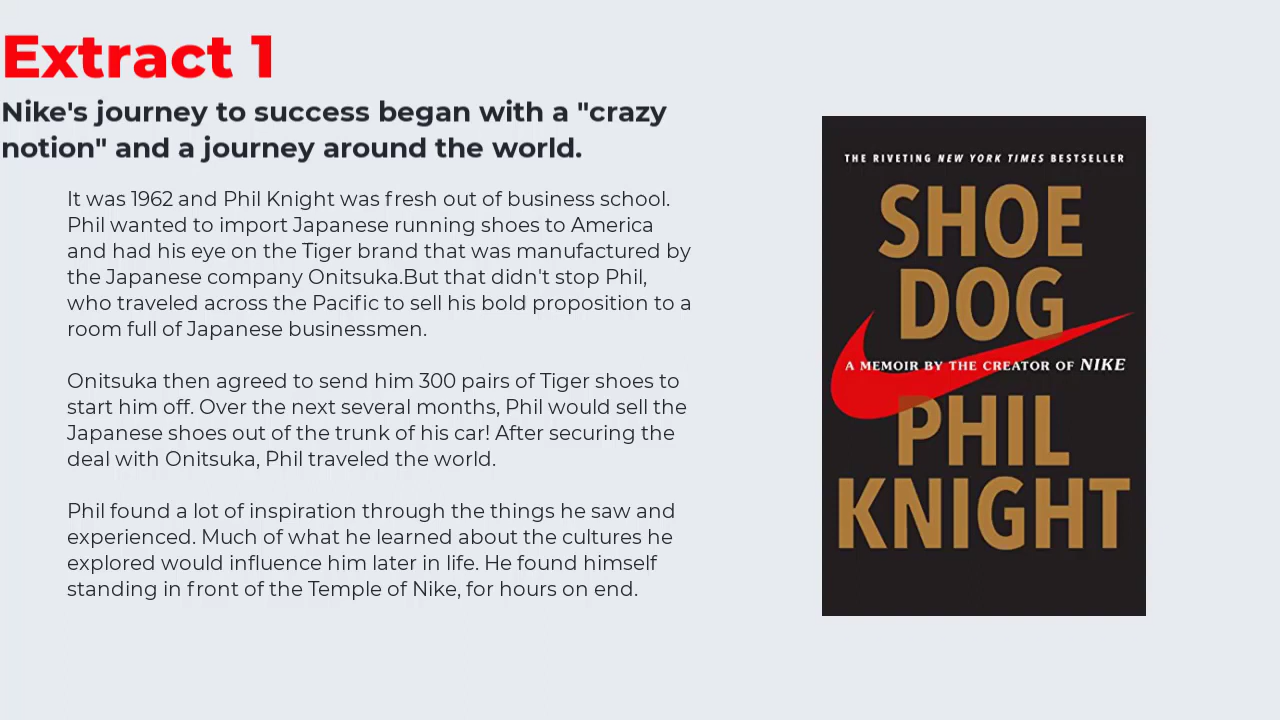 Extract 1
Nike's journey to success began with a "crazy
notion" and a journey around the world.
It was 1962 and Phil Knight was fresh out of business school.
Phil wanted to import Japanese running shoes to America
and had his eye on the Tiger brand that was manufactured by
the Japanese company Onitsuka.But that didn't stop Phil,
who traveled across the Pacific to sell his bold proposition to a
room full of Japanese businessmen.
Onitsuka then agreed to send him 300 pairs of Tiger shoes to
start him off. Over the next several months, Phil would sell the
Japanese shoes out of the trunk of his car! After securing the
deal with Onitsuka, Phil traveled the world.
Phil found a lot of inspiration through the things he saw and
experienced. Much of what he learned about the cultures he
explored would influence him later in life. He found himself
standing in front of the Temple of Nike, for hours on end.
THE RIVETING NEW YORK TIMES BESTSELLER
SHOE
DOG
A MEMOIR BY THE CREATOR OF NIKE
PHIL
KNIGHT